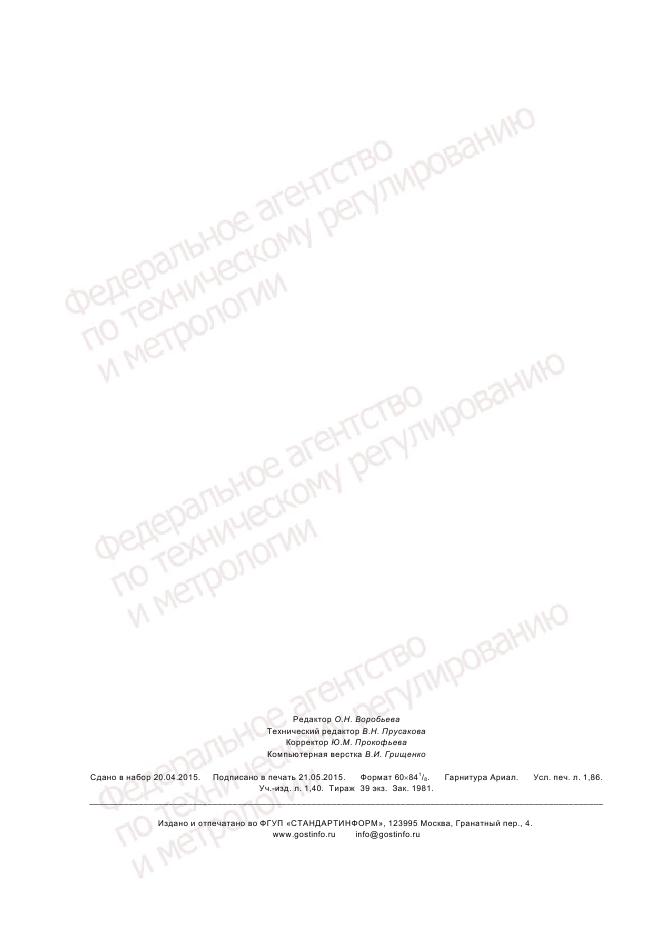 Федеральное агентство
по техническому регулированию
и метрологии
Федеральное агентство
по техническому регулированию
и метрологии
Федеральное агентство
по техническому регулированию
и метрологии
Редактор О.Н. Воробьева
Технический редактор В.Н. Прусакова
Корректор Ю.М. Прокофьева
Компьютерная верстка В.И. Грищенко
Сдано в набор 20.04.2015. Подписано в печать 21.05.2015. Формат 60×84 1/8. Гарнитура Ариал. Усл. печ. л. 1,86.
Уч.-изд. л. 1,40. Тираж 39 экз. Зак. 1981.
Издано и отпечатано во ФГУП «СТАНДАРТИНФОРМ», 123995 Москва, Гранатный пер., 4.
www.gostinfo.ru info@gostinfo.ru